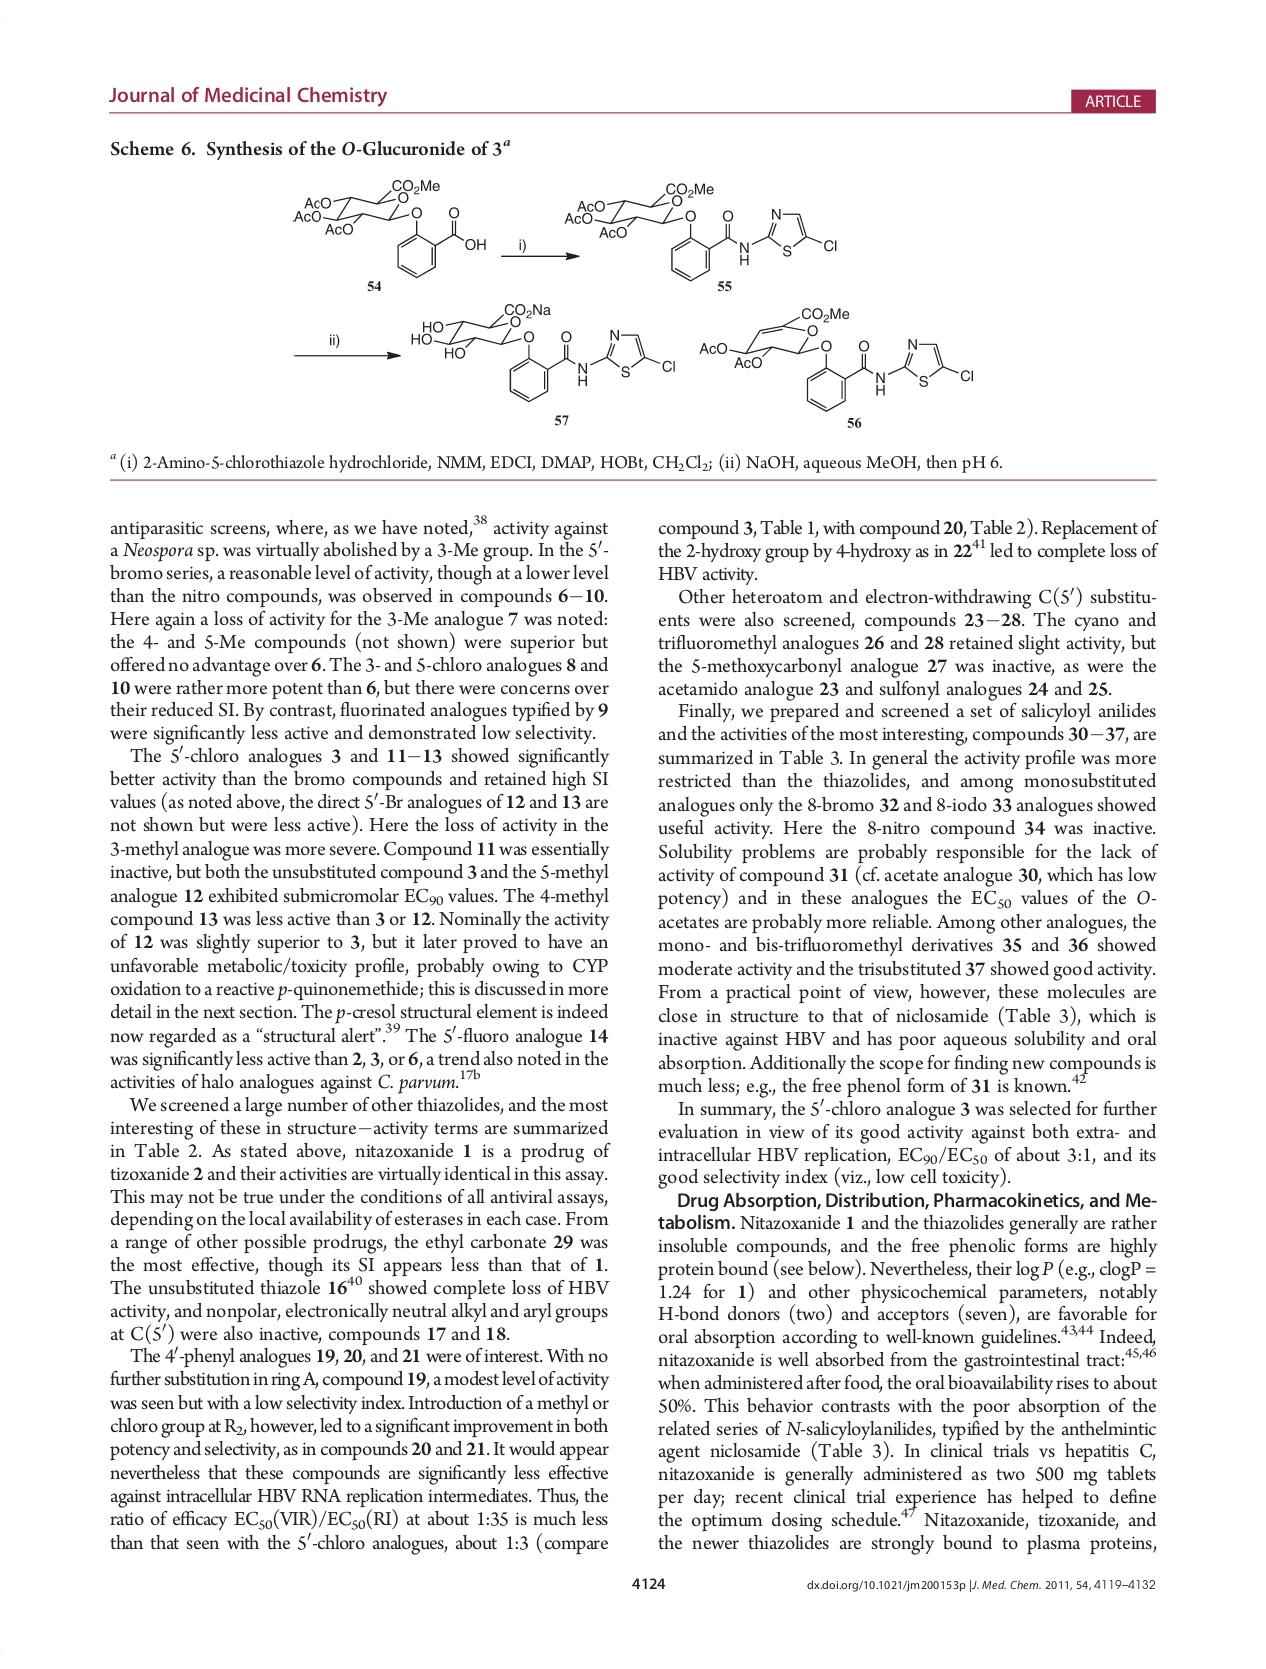 Journal of Medicinal Chemistry
ARTICLE
Scheme 6. Synthesis of the O-Glucuronide of 3ᵃ
CO₂Me
AcO
O
AcO
O
O
AcO
OH
i)
54
CO₂Me
AcO
O
AcO
O
O
N
AcO
N
H
S
Cl
55
ii)
CO₂Na
HO
O
HO
O
O
N
HO
N
H
S
Cl
57
CO₂Me
O
AcO
O
O
N
AcO
N
H
S
Cl
56
ᵃ (i) 2-Amino-5-chlorothiazole hydrochloride, NMM, EDCI, DMAP, HOBt, CH₂Cl₂; (ii) NaOH, aqueous MeOH, then pH 6.
antiparasitic screens, where, as we have noted,³⁸ activity against
a Neospora sp. was virtually abolished by a 3-Me group. In the 5′-
bromo series, a reasonable level of activity, though at a lower level
than the nitro compounds, was observed in compounds 6−10.
Here again a loss of activity for the 3-Me analogue 7 was noted:
the 4- and 5-Me compounds (not shown) were superior but
offered no advantage over 6. The 3- and 5-chloro analogues 8 and
10 were rather more potent than 6, but there were concerns over
their reduced SI. By contrast, fluorinated analogues typified by 9
were significantly less active and demonstrated low selectivity.
The 5′-chloro analogues 3 and 11−13 showed significantly
better activity than the bromo compounds and retained high SI
values (as noted above, the direct 5′-Br analogues of 12 and 13 are
not shown but were less active). Here the loss of activity in the
3-methyl analogue was more severe. Compound 11 was essentially
inactive, but both the unsubstituted compound 3 and the 5-methyl
analogue 12 exhibited submicromolar EC₉₀ values. The 4-methyl
compound 13 was less active than 3 or 12. Nominally the activity
of 12 was slightly superior to 3, but it later proved to have an
unfavorable metabolic/toxicity profile, probably owing to CYP
oxidation to a reactive p-quinonemethide; this is discussed in more
detail in the next section. The p-cresol structural element is indeed
now regarded as a “structural alert”.³⁹ The 5′-fluoro analogue 14
was significantly less active than 2, 3, or 6, a trend also noted in the
activities of halo analogues against C. parvum.¹⁷ᵇ
We screened a large number of other thiazolides, and the most
interesting of these in structure−activity terms are summarized
in Table 2. As stated above, nitazoxanide 1 is a prodrug of
tizoxanide 2 and their activities are virtually identical in this assay.
This may not be true under the conditions of all antiviral assays,
depending on the local availability of esterases in each case. From
a range of other possible prodrugs, the ethyl carbonate 29 was
the most effective, though its SI appears less than that of 1.
The unsubstituted thiazole 16⁴⁰ showed complete loss of HBV
activity, and nonpolar, electronically neutral alkyl and aryl groups
at C(5′) were also inactive, compounds 17 and 18.
The 4′-phenyl analogues 19, 20, and 21 were of interest. With no
further substitution in ring A, compound 19, a modest level of activity
was seen but with a low selectivity index. Introduction of a methyl or
chloro group at R₂, however, led to a significant improvement in both
potency and selectivity, as in compounds 20 and 21. It would appear
nevertheless that these compounds are significantly less effective
against intracellular HBV RNA replication intermediates. Thus, the
ratio of efficacy EC₅₀(VIR)/EC₅₀(RI) at about 1:35 is much less
than that seen with the 5′-chloro analogues, about 1:3 (compare
compound 3, Table 1, with compound 20, Table 2). Replacement of
the 2-hydroxy group by 4-hydroxy as in 22⁴¹ led to complete loss of
HBV activity.
Other heteroatom and electron-withdrawing C(5′) substitu-
ents were also screened, compounds 23−28. The cyano and
trifluoromethyl analogues 26 and 28 retained slight activity, but
the 5-methoxycarbonyl analogue 27 was inactive, as were the
acetamido analogue 23 and sulfonyl analogues 24 and 25.
Finally, we prepared and screened a set of salicyloyl anilides
and the activities of the most interesting, compounds 30−37, are
summarized in Table 3. In general the activity profile was more
restricted than the thiazolides, and among monosubstituted
analogues only the 8-bromo 32 and 8-iodo 33 analogues showed
useful activity. Here the 8-nitro compound 34 was inactive.
Solubility problems are probably responsible for the lack of
activity of compound 31 (cf. acetate analogue 30, which has low
potency) and in these analogues the EC₅₀ values of the O-
acetates are probably more reliable. Among other analogues, the
mono- and bis-trifluoromethyl derivatives 35 and 36 showed
moderate activity and the trisubstituted 37 showed good activity.
From a practical point of view, however, these molecules are
close in structure to that of niclosamide (Table 3), which is
inactive against HBV and has poor aqueous solubility and oral
absorption. Additionally the scope for finding new compounds is
much less; e.g., the free phenol form of 31 is known.⁴²
In summary, the 5′-chloro analogue 3 was selected for further
evaluation in view of its good activity against both extra- and
intracellular HBV replication, EC₉₀/EC₅₀ of about 3:1, and its
good selectivity index (viz., low cell toxicity).
Drug Absorption, Distribution, Pharmacokinetics, and Me-
tabolism. Nitazoxanide 1 and the thiazolides generally are rather
insoluble compounds, and the free phenolic forms are highly
protein bound (see below). Nevertheless, their log P (e.g., clogP =
1.24 for 1) and other physicochemical parameters, notably
H-bond donors (two) and acceptors (seven), are favorable for
oral absorption according to well-known guidelines.⁴³,⁴⁴ Indeed,
nitazoxanide is well absorbed from the gastrointestinal tract:⁴⁵,⁴⁶
when administered after food, the oral bioavailability rises to about
50%. This behavior contrasts with the poor absorption of the
related series of N-salicyloylanilides, typified by the anthelmintic
agent niclosamide (Table 3). In clinical trials vs hepatitis C,
nitazoxanide is generally administered as two 500 mg tablets
per day; recent clinical trial experience has helped to define
the optimum dosing schedule.⁴⁷ Nitazoxanide, tizoxanide, and
the newer thiazolides are strongly bound to plasma proteins,
4124
dx.doi.org/10.1021/jm200153p |J. Med. Chem. 2011, 54, 4119–4132